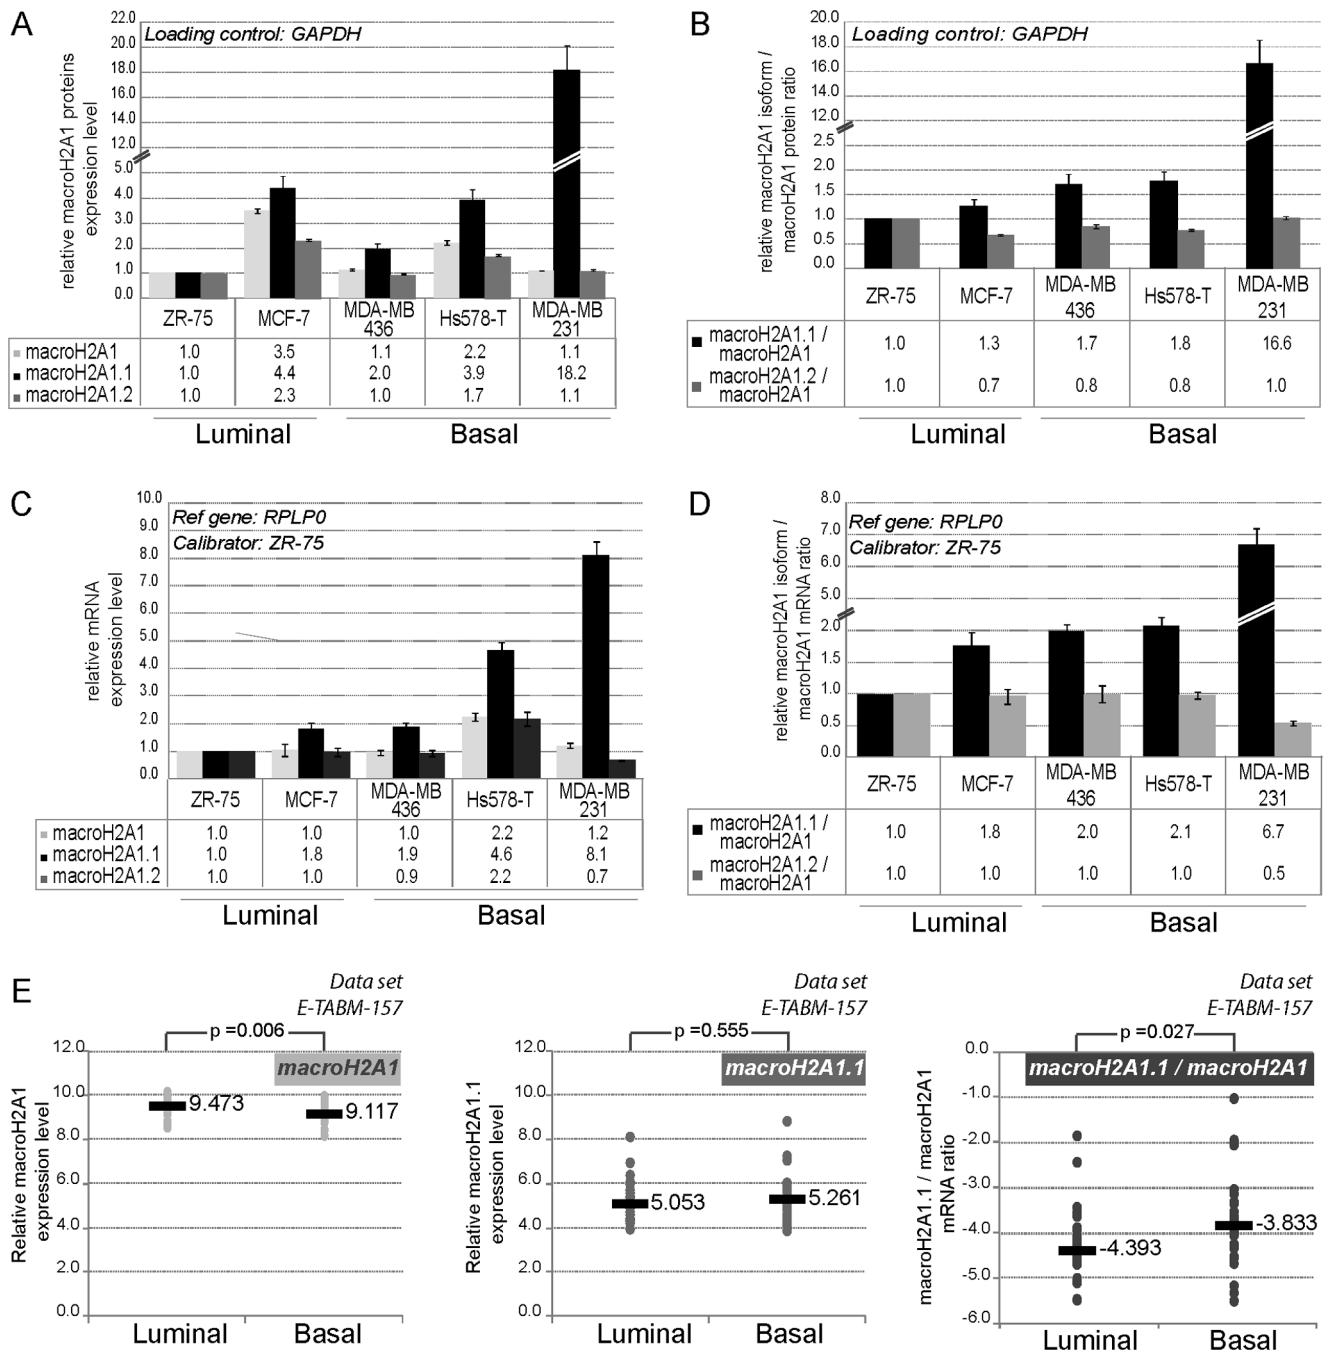 A
relative macroH2A1 proteins
expression level
22.0
20.0
18.0
16.0
14.0
12.0
5.0
4.0
3.0
2.0
1.0
0.0
Loading control: GAPDH
ZR-75 MCF-7 MDA-MB 436 Hs578-T MDA-MB 231
macroH2A1 1.0 3.5 1.1 2.2 1.1
macroH2A1.1 1.0 4.4 2.0 3.9 18.2
macroH2A1.2 1.0 2.3 1.0 1.7 1.1
Luminal Basal
B
relative macroH2A1 isoform /
macroH2A1 protein ratio
20.0
18.0
16.0
14.0
12.0
2.5
2.0
1.5
1.0
0.5
0.0
Loading control: GAPDH
ZR-75 MCF-7 MDA-MB 436 Hs578-T MDA-MB 231
macroH2A1.1 / macroH2A1 1.0 1.3 1.7 1.8 16.6
macroH2A1.2 / macroH2A1 1.0 0.7 0.8 0.8 1.0
Luminal Basal
C
relative mRNA
expression level
10.0
9.0
8.0
7.0
6.0
5.0
4.0
3.0
2.0
1.0
0.0
Ref gene: RPLP0
Calibrator: ZR-75
ZR-75 MCF-7 MDA-MB 436 Hs578-T MDA-MB 231
macroH2A1 1.0 1.0 1.0 2.2 1.2
macroH2A1.1 1.0 1.8 1.9 4.6 8.1
macroH2A1.2 1.0 1.0 0.9 2.2 0.7
Luminal Basal
D
relative macroH2A1 isoform /
macroH2A1 mRNA ratio
8.0
7.0
6.0
5.0
2.0
1.5
1.0
0.5
0.0
Ref gene: RPLP0
Calibrator: ZR-75
ZR-75 MCF-7 MDA-MB 436 Hs578-T MDA-MB 231
macroH2A1.1 / macroH2A1 1.0 1.8 2.0 2.1 6.7
macroH2A1.2 / macroH2A1 1.0 1.0 1.0 1.0 0.5
Luminal Basal
E
Data set
E-TABM-157
p =0.006
macroH2A1
Relative macroH2A1
expression level
12.0
10.0
8.0
6.0
4.0
2.0
0.0
9.473
9.117
Luminal Basal
Data set
E-TABM-157
p =0.555
macroH2A1.1
Relative macroH2A1.1
expression level
12.0
10.0
8.0
6.0
4.0
2.0
0.0
5.053
5.261
Luminal Basal
Data set
E-TABM-157
p =0.027
macroH2A1.1 / macroH2A1
macroH2A1.1 / macroH2A1
mRNA ratio
0.0
-1.0
-2.0
-3.0
-4.0
-5.0
-6.0
-4.393
-3.833
Luminal Basal